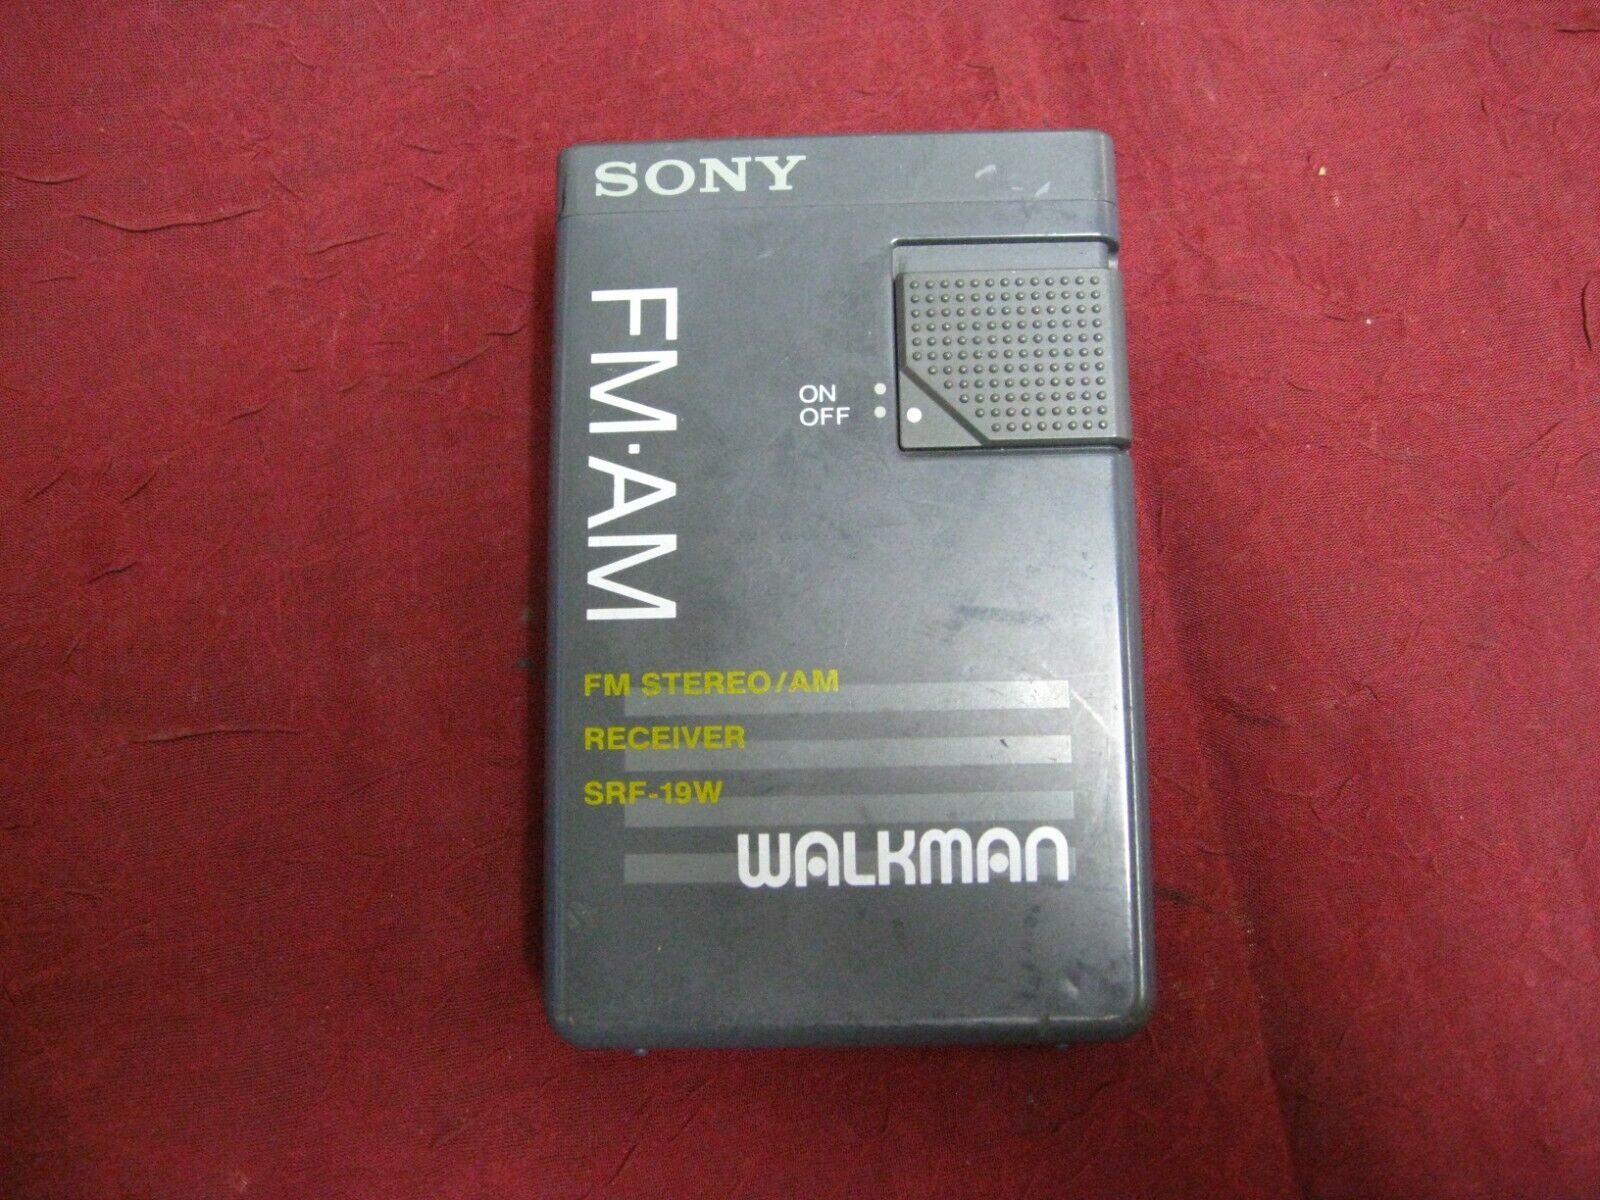 SONY
FM·AM
ON
OFF
FM STEREO/AM
RECEIVER
SRF-19W
WALKMAN